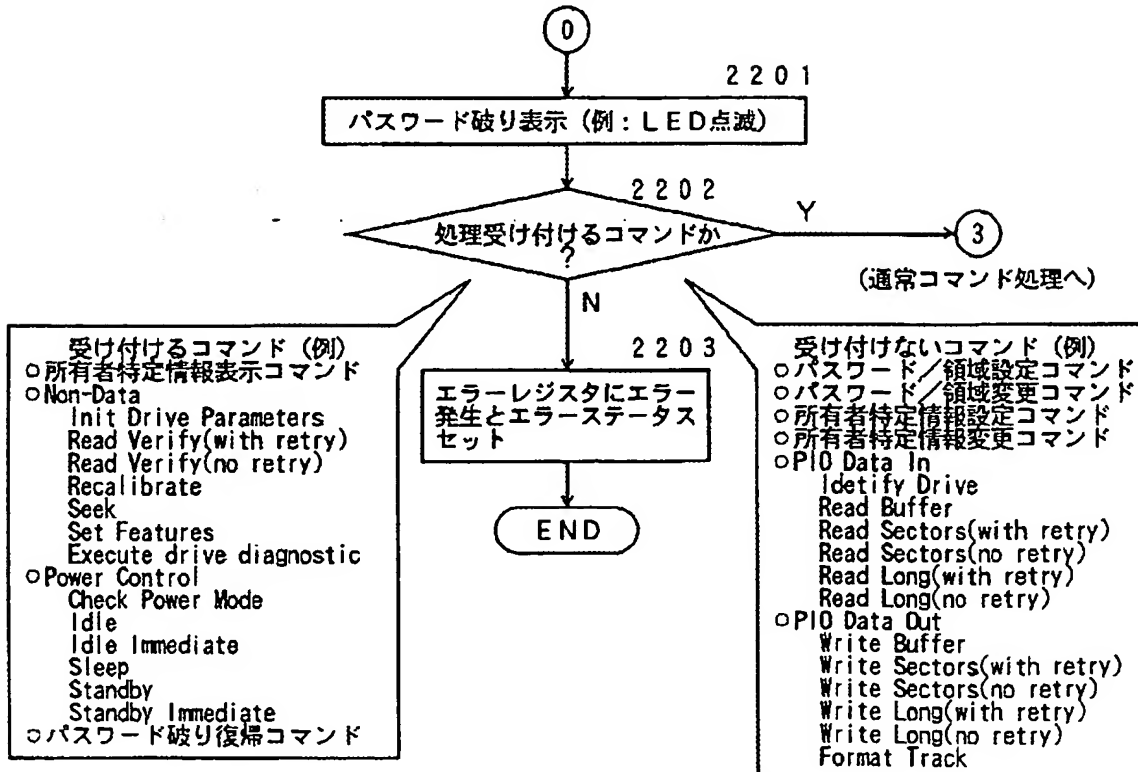 0
2201
パスワード破り表示（例：LED点滅）
2202
処理受け付けるコマンドか
?
Y
3
(通常コマンド処理へ)
N
受け付けるコマンド（例）
○所有者特定情報表示コマンド
○Non-Data
Init Drive Parameters
Read Verify(with retry)
Read Verify(no retry)
Recalibrate
Seek
Set Features
Execute drive diagnostic
○Power Control
Check Power Mode
Idle
Idle Immediate
Sleep
Standby
Standby Immediate
○パスワード破り復帰コマンド
2203
エラーレジスタにエラー
発生とエラーステータス
セット
END
受け付けないコマンド（例）
○パスワード／領域設定コマンド
○パスワード／領域変更コマンド
○所有者特定情報設定コマンド
○所有者特定情報変更コマンド
○PIO Data In
Idetify Drive
Read Buffer
Read Sectors(with retry)
Read Sectors(no retry)
Read Long(with retry)
Read Long(no retry)
○PIO Data Out
Write Buffer
Write Sectors(with retry)
Write Sectors(no retry)
Write Long(with retry)
Write Long(no retry)
Format Track